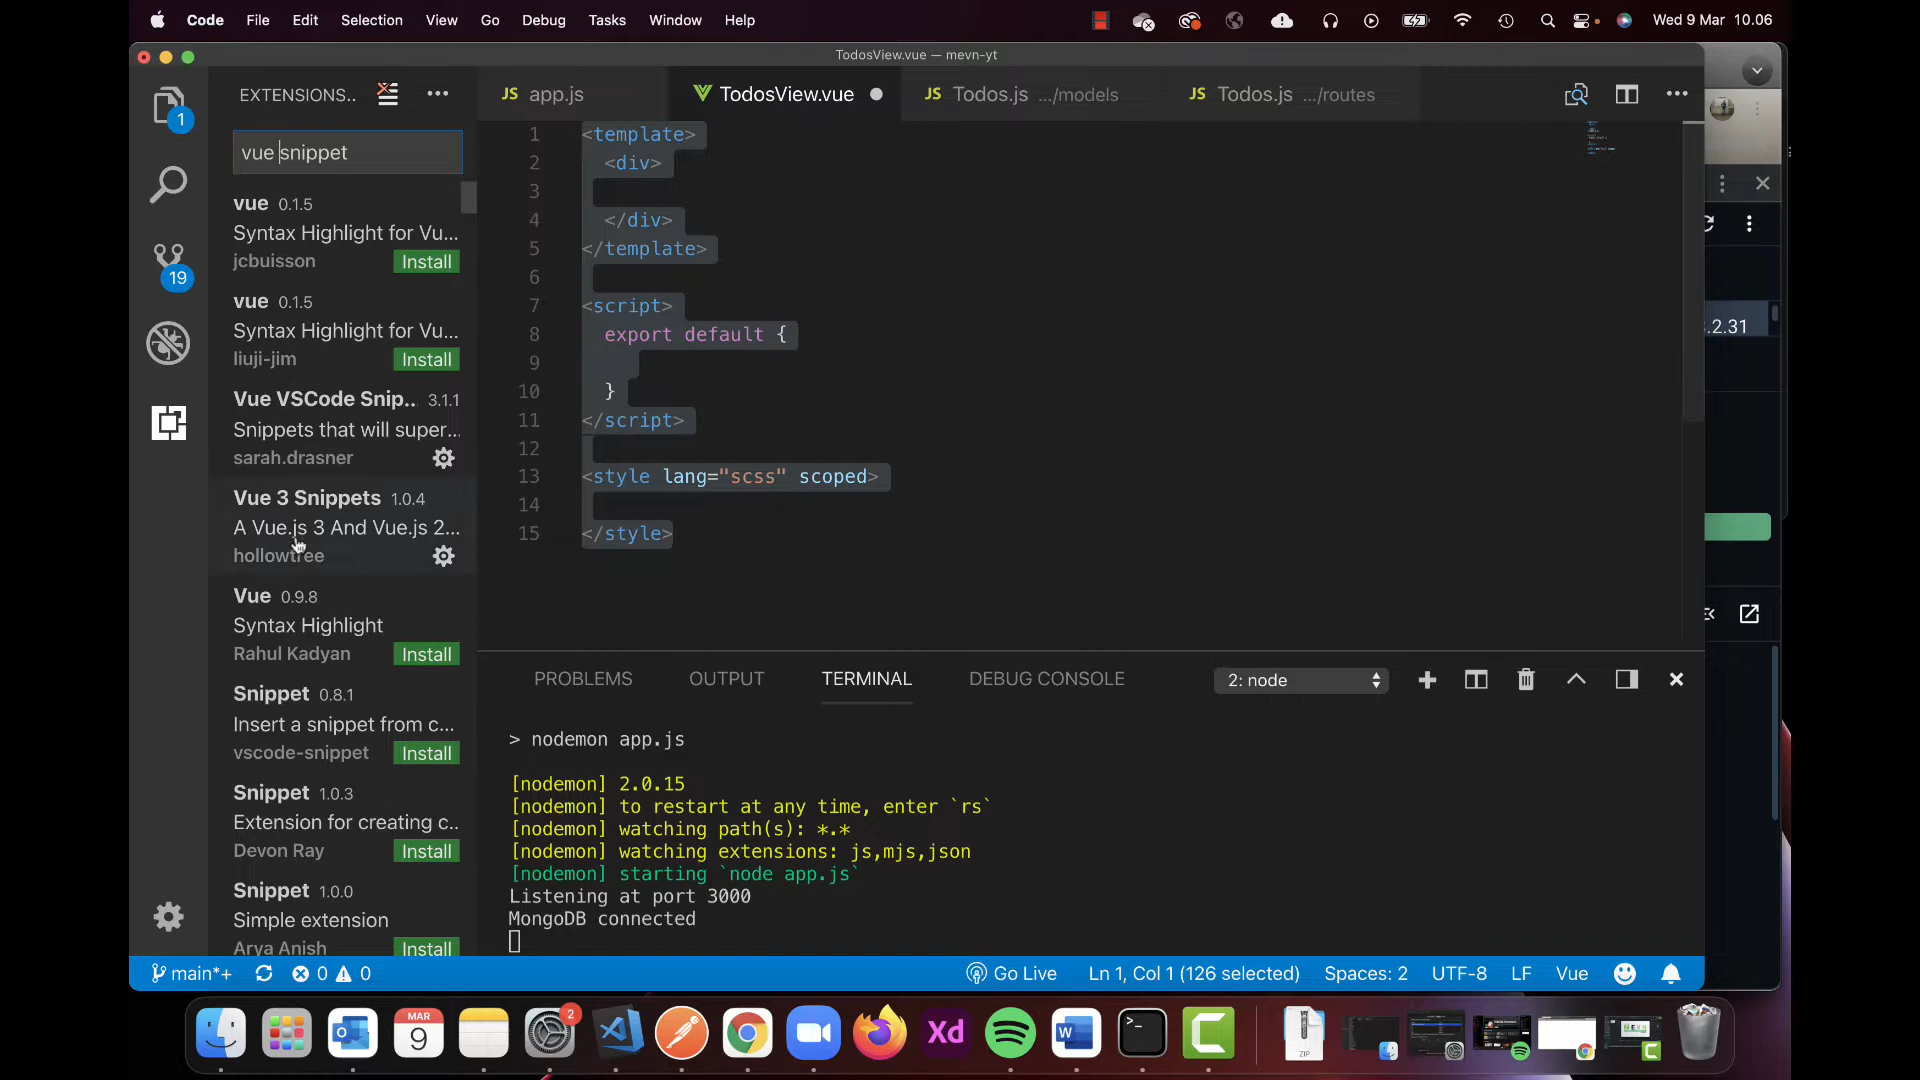 Code File Edit Selection View Go Debug Tasks Window Help Wed 9 Mar 10.06
TodosView.vue — mevn-yt
EXTENSIONS..
1
19
vue snippet
vue 0.1.5
Syntax Highlight for Vu...
jcbuisson Install
vue 0.1.5
Syntax Highlight for Vu...
liuji-jim Install
Vue VSCode Snip.. 3.1.1
Snippets that will super...
sarah.drasner
Vue 3 Snippets 1.0.4
A Vue.js 3 And Vue.js 2...
hollowtree
Vue 0.9.8
Syntax Highlight
Rahul Kadyan Install
Snippet 0.8.1
Insert a snippet from c...
vscode-snippet Install
Snippet 1.0.3
Extension for creating c...
Devon Ray Install
Snippet 1.0.0
Simple extension
Arya Anish Install
JS app.js TodosView.vue JS Todos.js .../models JS Todos.js .../routes
1 <template>
2 <div>
3
4 </div>
5 </template>
6
7 <script>
8 export default {
9
10 }
11 </script>
12
13 <style lang="scss" scoped>
14
15 </style>
.2.31
PROBLEMS OUTPUT TERMINAL DEBUG CONSOLE 2: node
> nodemon app.js
[nodemon] 2.0.15
[nodemon] to restart at any time, enter `rs`
[nodemon] watching path(s): *.*
[nodemon] watching extensions: js,mjs,json
[nodemon] starting `node app.js`
Listening at port 3000
MongoDB connected
main*+ 0 0 Go Live Ln 1, Col 1 (126 selected) Spaces: 2 UTF-8 LF Vue
MAR
9
2
Xd
W
ZIP
MEVN